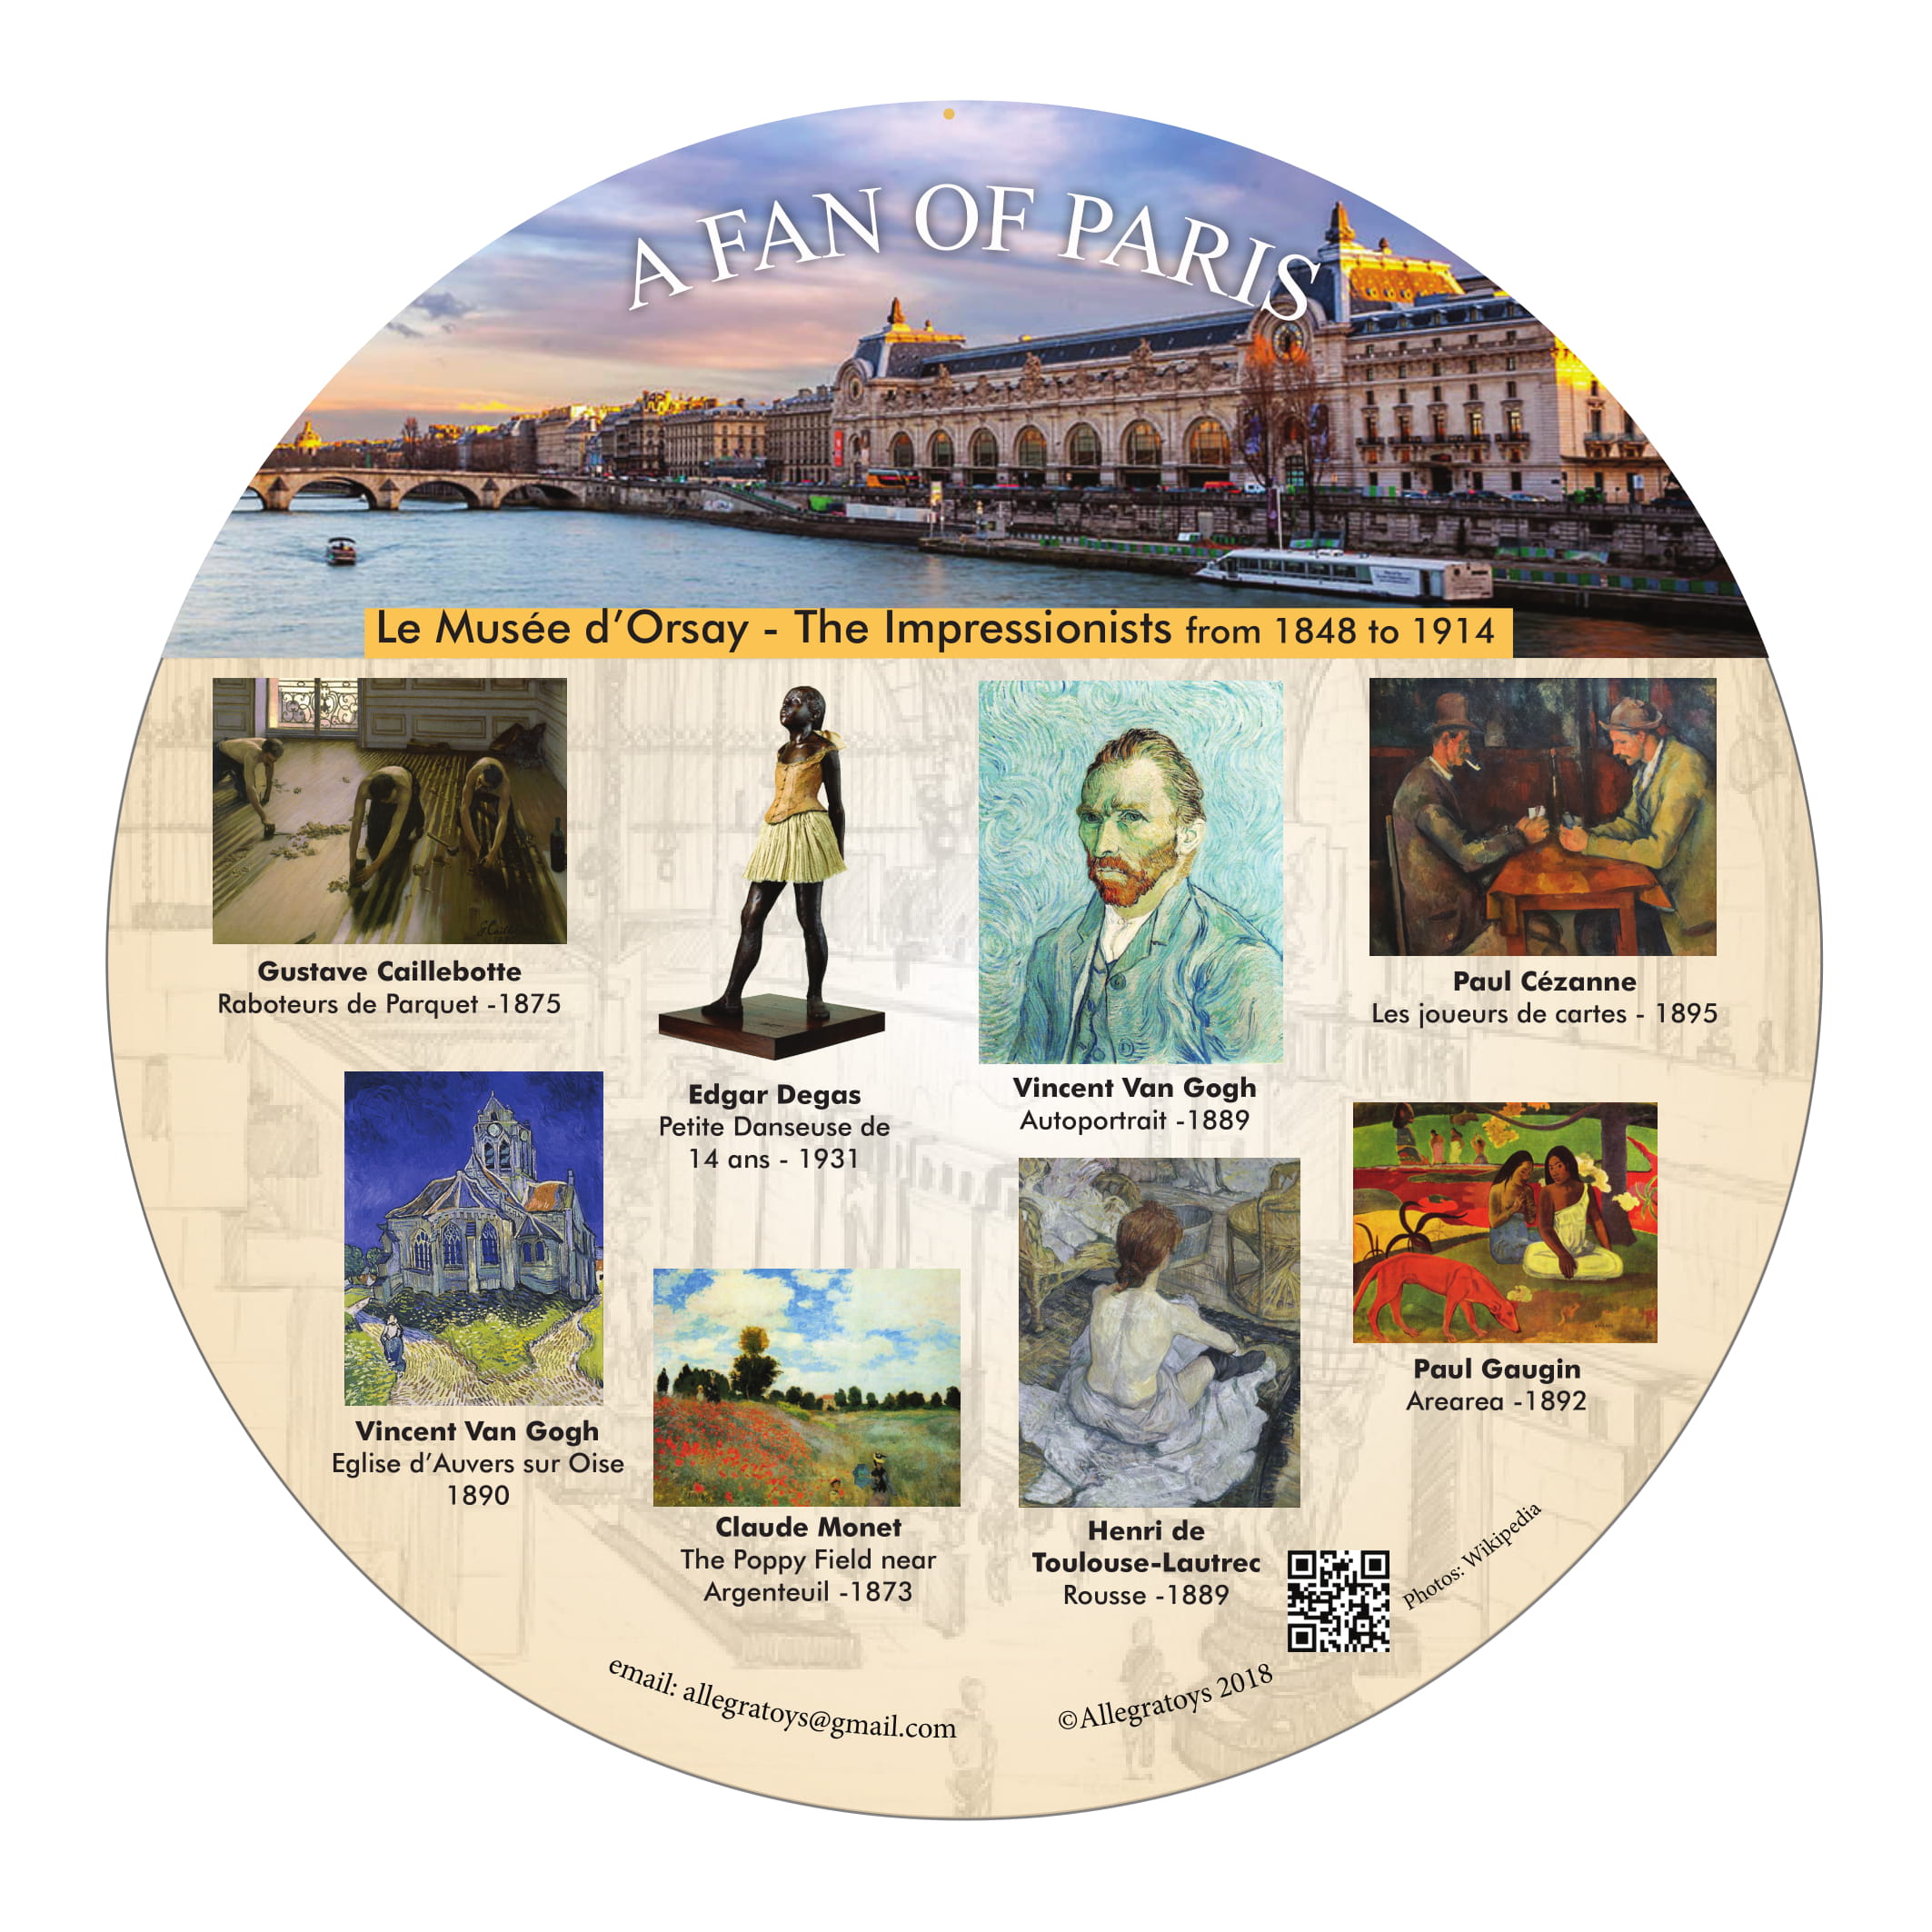 A FAN OF PARIS
Le Musée d'Orsay - The Impressionists from 1848 to 1914
Gustave Caillebotte
Raboteurs de Parquet -1875
Edgar Degas
Petite Danseuse de
14 ans - 1931
Vincent Van Gogh
Autoportrait -1889
Paul Cézanne
Les joueurs de cartes - 1895
Vincent Van Gogh
Eglise d'Auvers sur Oise
1890
Claude Monet
The Poppy Field near
Argenteuil -1873
Henri de
Toulouse-Lautrec
Rousse -1889
Paul Gaugin
Arearea -1892
Photos: Wikipedia
email: allegratoys@gmail.com
©Allegratoys 2018